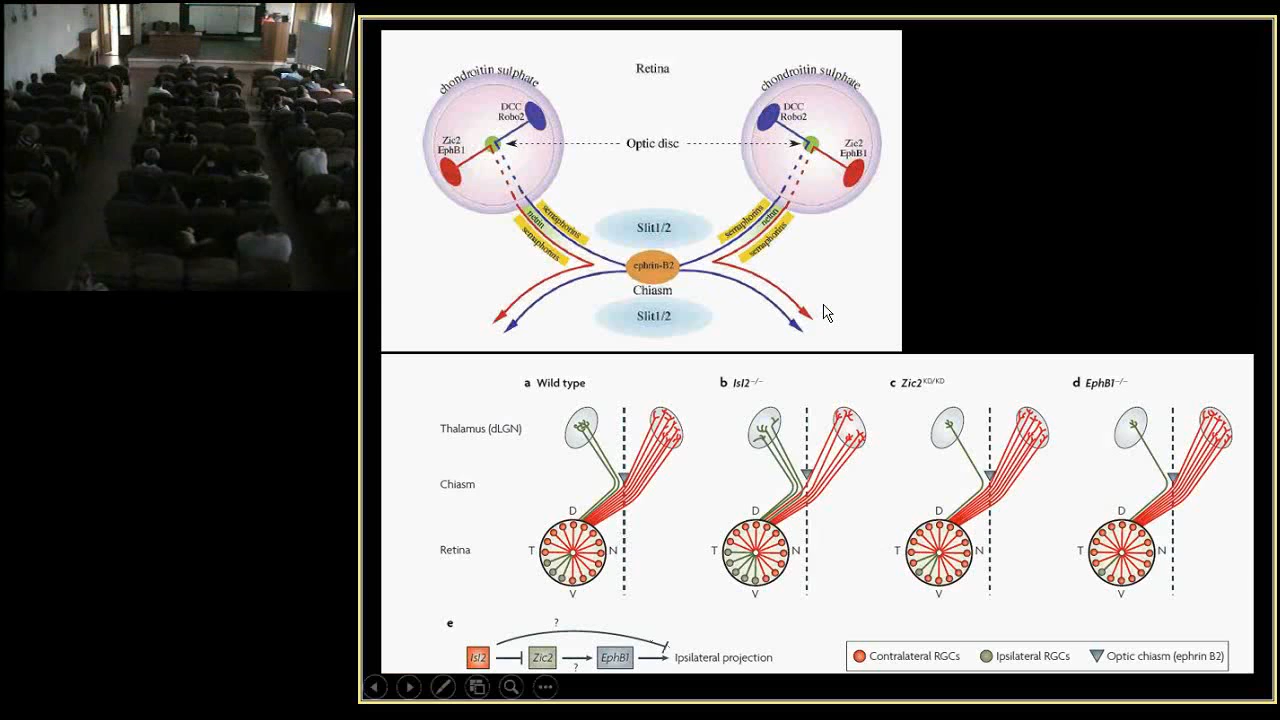 Retina
chondroitin sulphate
chondroitin sulphate
DCC
Robo2
DCC
Robo2
Zic2
EphB1
Optic disc
Zic2
EphB1
semaphorins
netrin
semaphorins
Slit1/2
semaphorins
netrin
semaphorins
ephrin-B2
Chiasm
Slit1/2
a Wild type
b Isl2−/−
c Zic2KD/KD
d EphB1−/−
Thalamus (dLGN)
Chiasm
D
D
D
D
Retina
T
N
T
N
T
N
T
N
V
V
V
V
e
?
Isl2
Zic2
EphB1
Ipsilateral projection
?
Contralateral RGCs
Ipsilateral RGCs
Optic chiasm (ephrin B2)